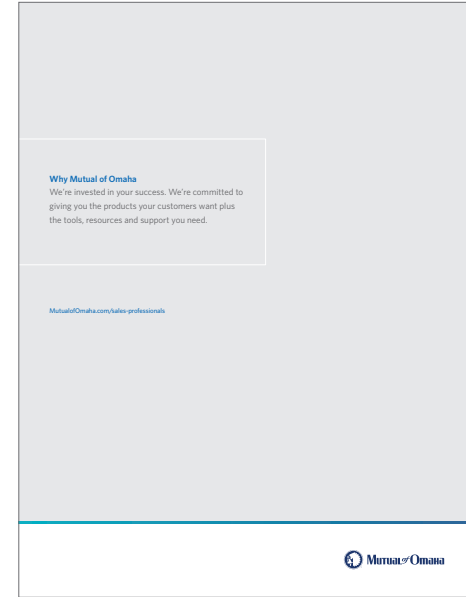 Why Mutual of Omaha
We're invested in your success. We're committed to
giving you the products your customers want plus
the tools, resources and support you need.
MutualofOmaha.com/sales-professionals
Mutual of Omaha